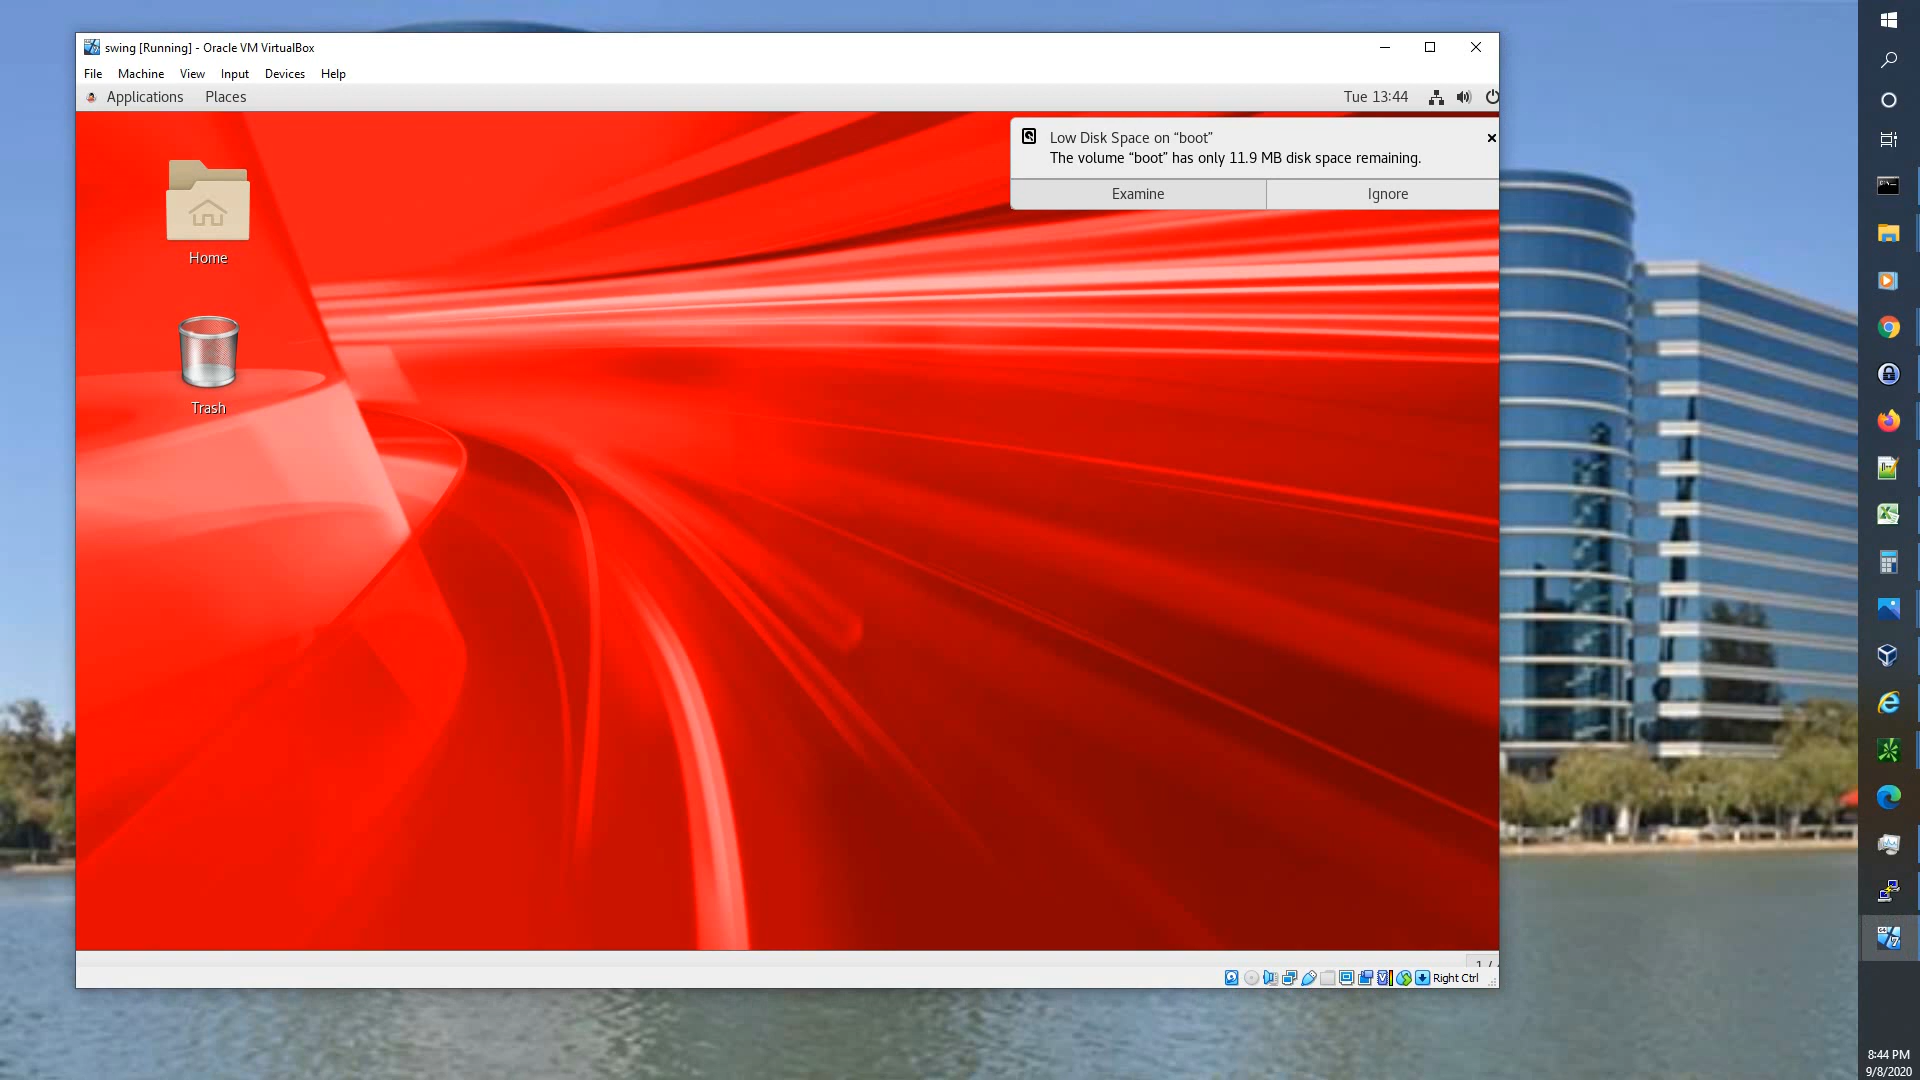 swing [Running] - Oracle VM VirtualBox
File Machine View Input Devices Help
Applications Places Tue 13:44
Low Disk Space on “boot”
The volume “boot” has only 11.9 MB disk space remaining.
Examine Ignore
Home
Trash
1 /
Right Ctrl
8:44 PM
9/8/2020